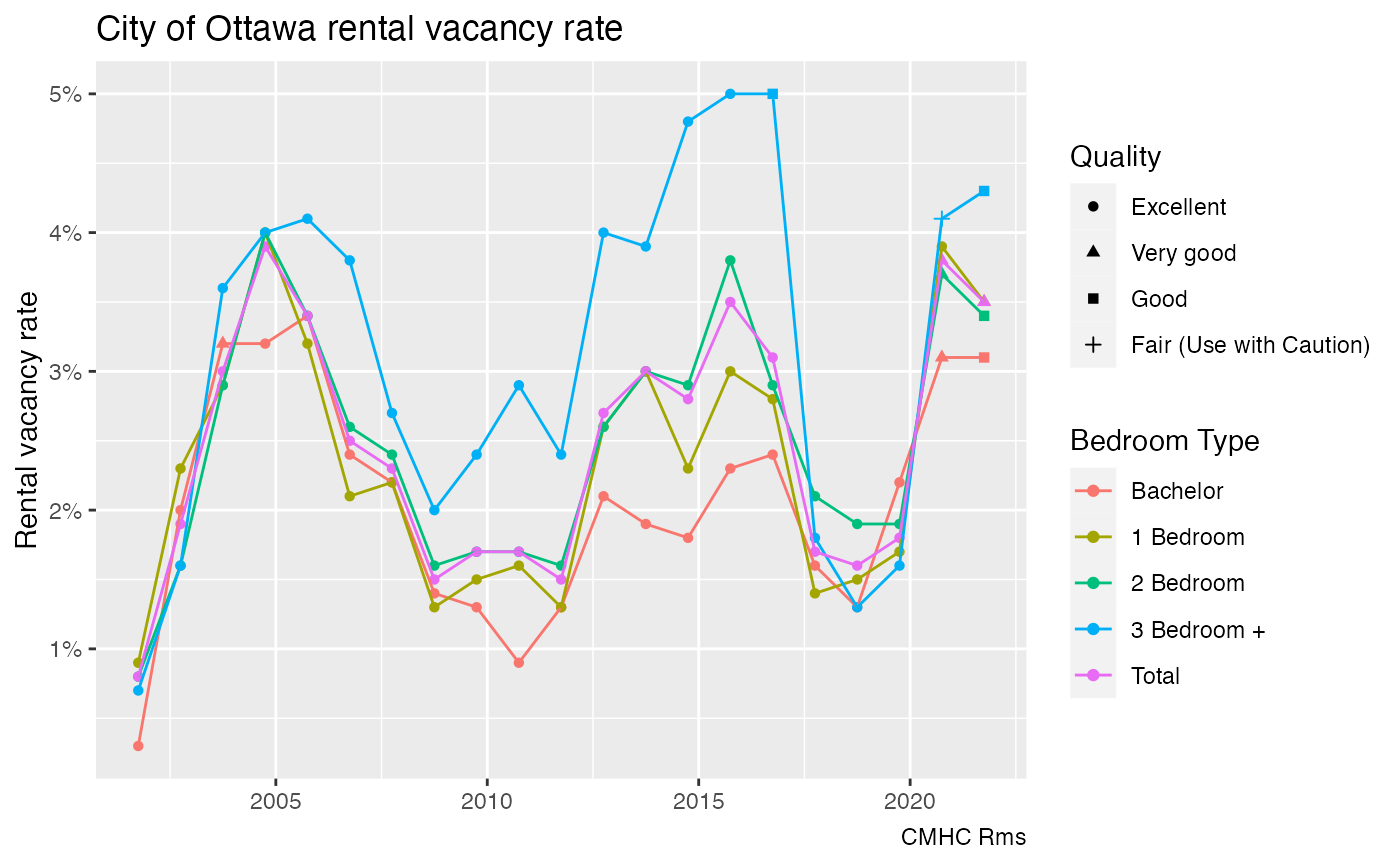 City of Ottawa rental vacancy rate
Rental vacancy rate
5%
4%
3%
2%
1%
2005
2010
2015
2020
CMHC Rms
Quality
Excellent
Very good
Good
Fair (Use with Caution)
Bedroom Type
Bachelor
1 Bedroom
2 Bedroom
3 Bedroom +
Total